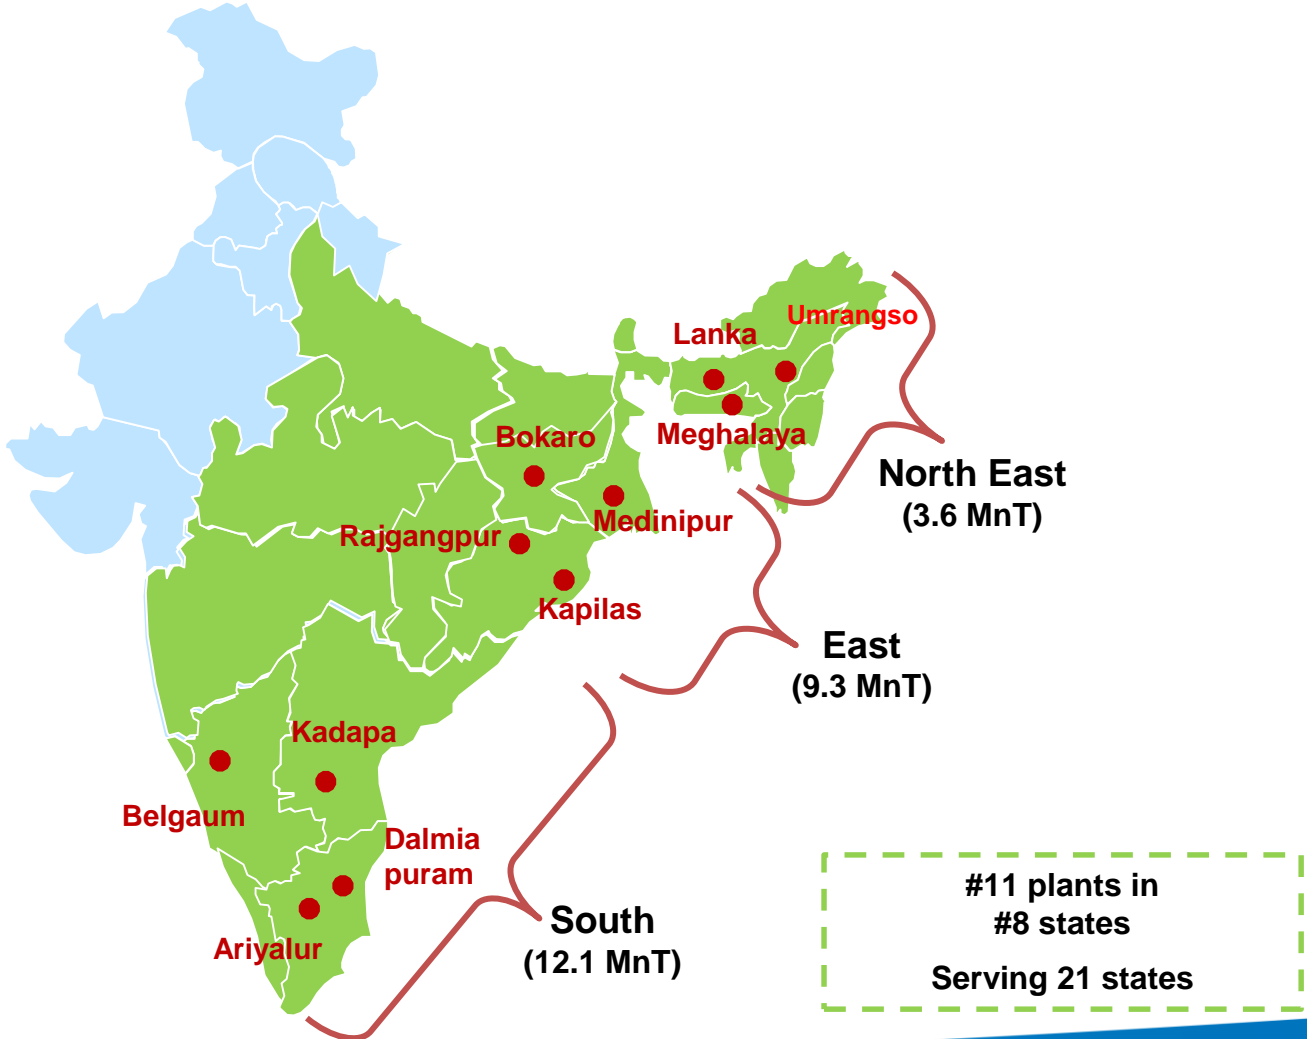 Umrangso
Lanka
Meghalaya
Bokaro
North East
(3.6 MnT)
Medinipur
Rajgangpur
Kapilas
East
(9.3 MnT)
Kadapa
Belgaum
Dalmia
puram
Ariyalur
South
(12.1 MnT)
#11 plants in
#8 states
Serving 21 states